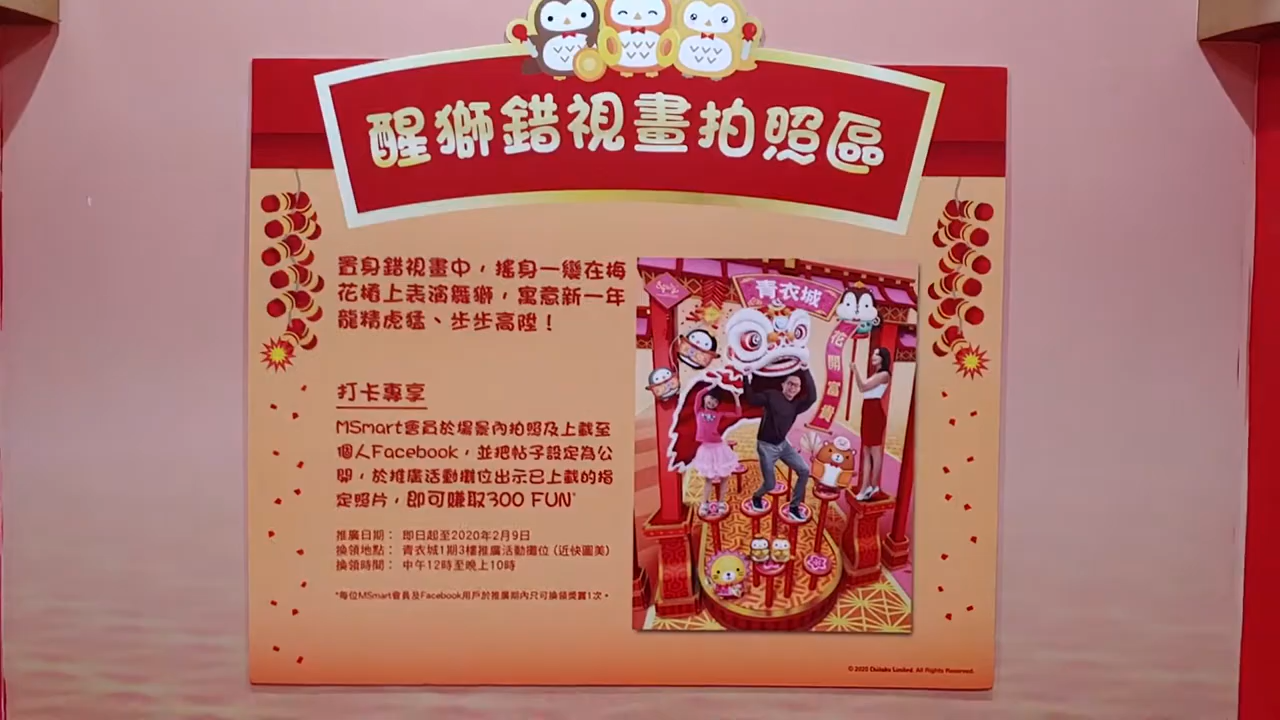 醒獅錯視畫拍照區
置身錯視畫中，搖身一變在梅
花樁上表演舞獅，寓意新一年
龍精虎猛、步步高陞！
青衣城
花開富貴
打卡專享
MSmart會員於場景內拍照及上載至
個人Facebook，並把帖子設定為公
開，於推廣活動攤位出示已上載的指
定照片，即可賺取300 FUN*
推廣日期： 即日起至2020年2月9日
換領地點： 青衣城1期3樓推廣活動攤位 (近快圖美)
換領時間： 中午12時至晚上10時
*每位MSmart會員及Facebook用戶於推廣期內只可換領獎賞1次。
© 2020 Limited. All Rights Reserved.